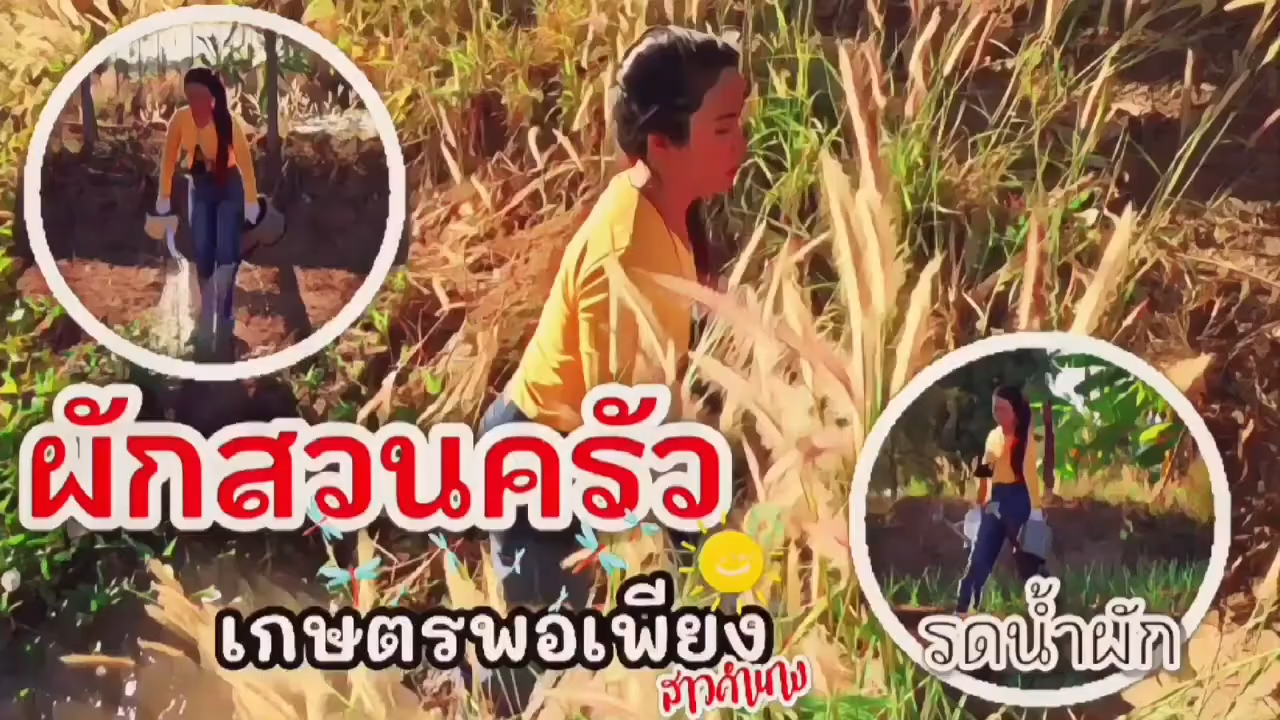 ผักสวนครัว
เกษตรพอเพียง
สาวคำนาง
รดน้ำผัก